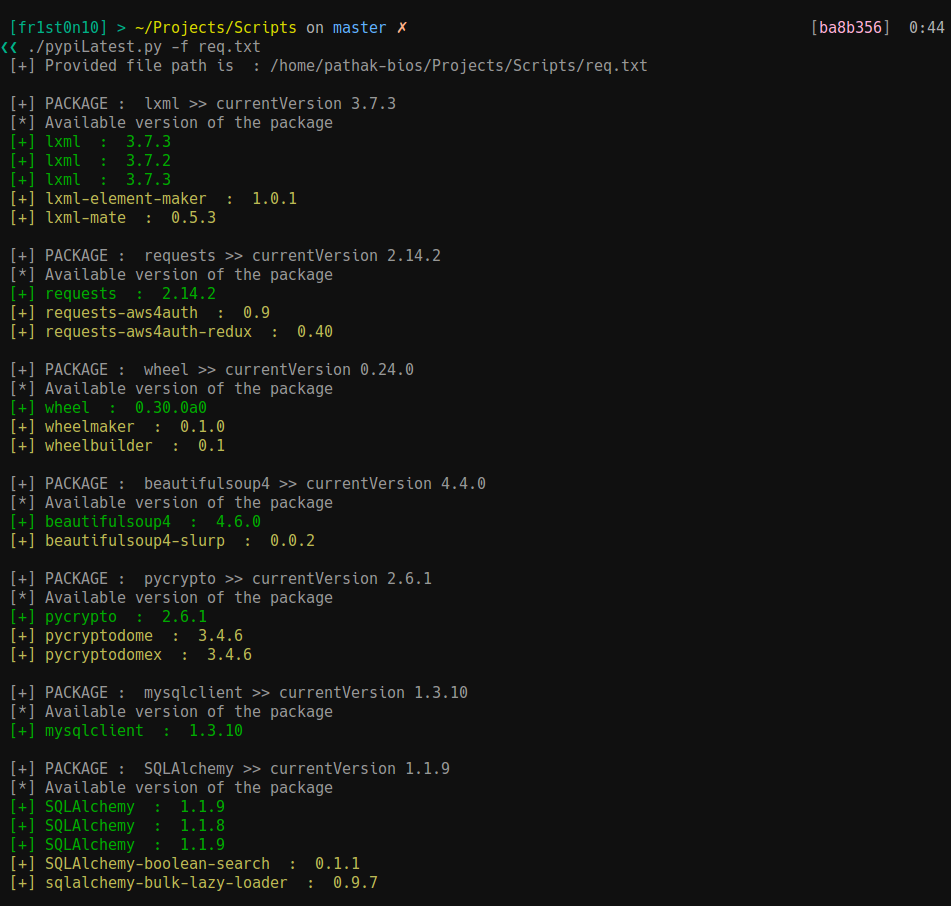 [fr1st0n10] > ~/Projects/Scripts on master ✗ [ba8b356] 0:44
❮❮ ./pypiLatest.py -f req.txt
[+] Provided file path is  : /home/pathak-bios/Projects/Scripts/req.txt
[+] PACKAGE :  lxml >> currentVersion 3.7.3
[*] Available version of the package
[+] lxml  :  3.7.3
[+] lxml  :  3.7.2
[+] lxml  :  3.7.3
[+] lxml-element-maker  :  1.0.1
[+] lxml-mate  :  0.5.3
[+] PACKAGE :  requests >> currentVersion 2.14.2
[*] Available version of the package
[+] requests  :  2.14.2
[+] requests-aws4auth  :  0.9
[+] requests-aws4auth-redux  :  0.40
[+] PACKAGE :  wheel >> currentVersion 0.24.0
[*] Available version of the package
[+] wheel  :  0.30.0a0
[+] wheelmaker  :  0.1.0
[+] wheelbuilder  :  0.1
[+] PACKAGE :  beautifulsoup4 >> currentVersion 4.4.0
[*] Available version of the package
[+] beautifulsoup4  :  4.6.0
[+] beautifulsoup4-slurp  :  0.0.2
[+] PACKAGE :  pycrypto >> currentVersion 2.6.1
[*] Available version of the package
[+] pycrypto  :  2.6.1
[+] pycryptodome  :  3.4.6
[+] pycryptodomex  :  3.4.6
[+] PACKAGE :  mysqlclient >> currentVersion 1.3.10
[*] Available version of the package
[+] mysqlclient  :  1.3.10
[+] PACKAGE :  SQLAlchemy >> currentVersion 1.1.9
[*] Available version of the package
[+] SQLAlchemy  :  1.1.9
[+] SQLAlchemy  :  1.1.8
[+] SQLAlchemy  :  1.1.9
[+] SQLAlchemy-boolean-search  :  0.1.1
[+] sqlalchemy-bulk-lazy-loader  :  0.9.7